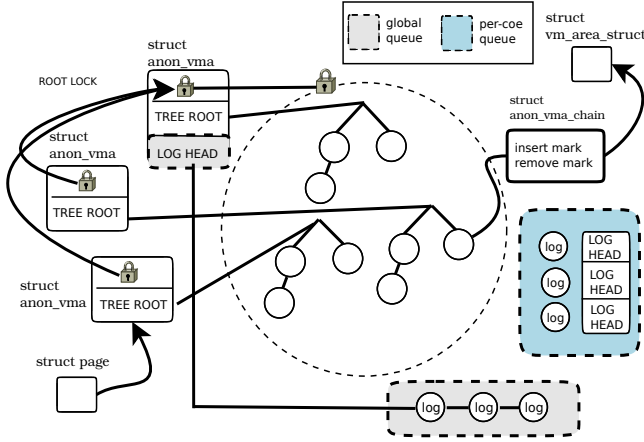 global
queue
per-coe
queue
struct
vm_area_struct
struct
anon_vma
ROOT LOCK
TREE ROOT
LOG HEAD
struct
anon_vma_chain
insert mark
remove mark
struct
anon_vma
TREE ROOT
struct
anon_vma
TREE ROOT
log
LOG
HEAD
log
LOG
HEAD
log
LOG
HEAD
struct page
log
log
log